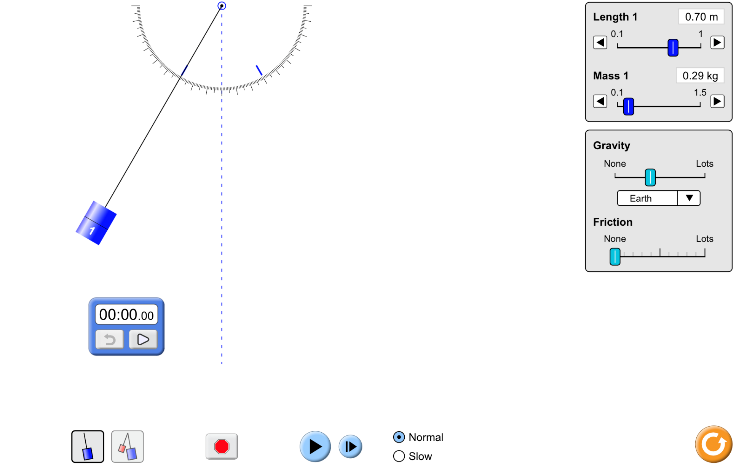 Length 1
0.70 m
0.1
1
Mass 1
0.29 kg
0.1
1.5
Gravity
None
Lots
Earth
Friction
None
Lots
1
00:00.00
Normal
Slow